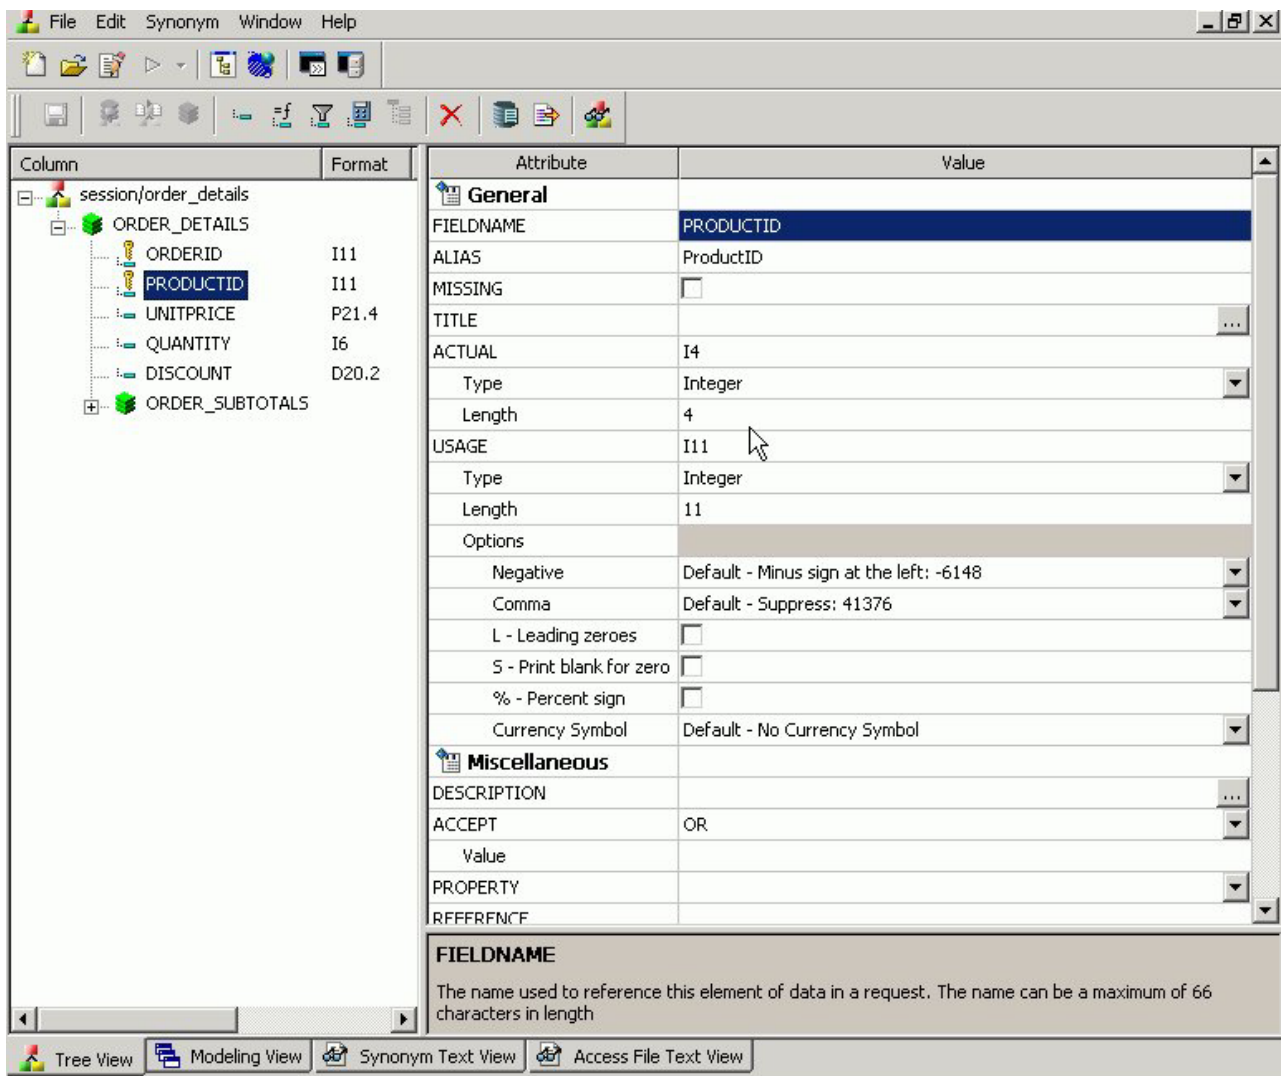 File Edit Synonym Window Help
Column Format
session/order_details
ORDER_DETAILS
ORDERID I11
PRODUCTID I11
UNITPRICE P21.4
QUANTITY I6
DISCOUNT D20.2
ORDER_SUBTOTALS
Attribute Value
General
FIELDNAME PRODUCTID
ALIAS ProductID
MISSING
TITLE ...
ACTUAL I4
Type Integer
Length 4
USAGE I11
Type Integer
Length 11
Options
Negative Default - Minus sign at the left: -6148
Comma Default - Suppress: 41376
L - Leading zeroes
S - Print blank for zero
% - Percent sign
Currency Symbol Default - No Currency Symbol
Miscellaneous
DESCRIPTION ...
ACCEPT OR
Value
PROPERTY
REFERENCE
FIELDNAME
The name used to reference this element of data in a request. The name can be a maximum of 66
characters in length
Tree View Modeling View Synonym Text View Access File Text View